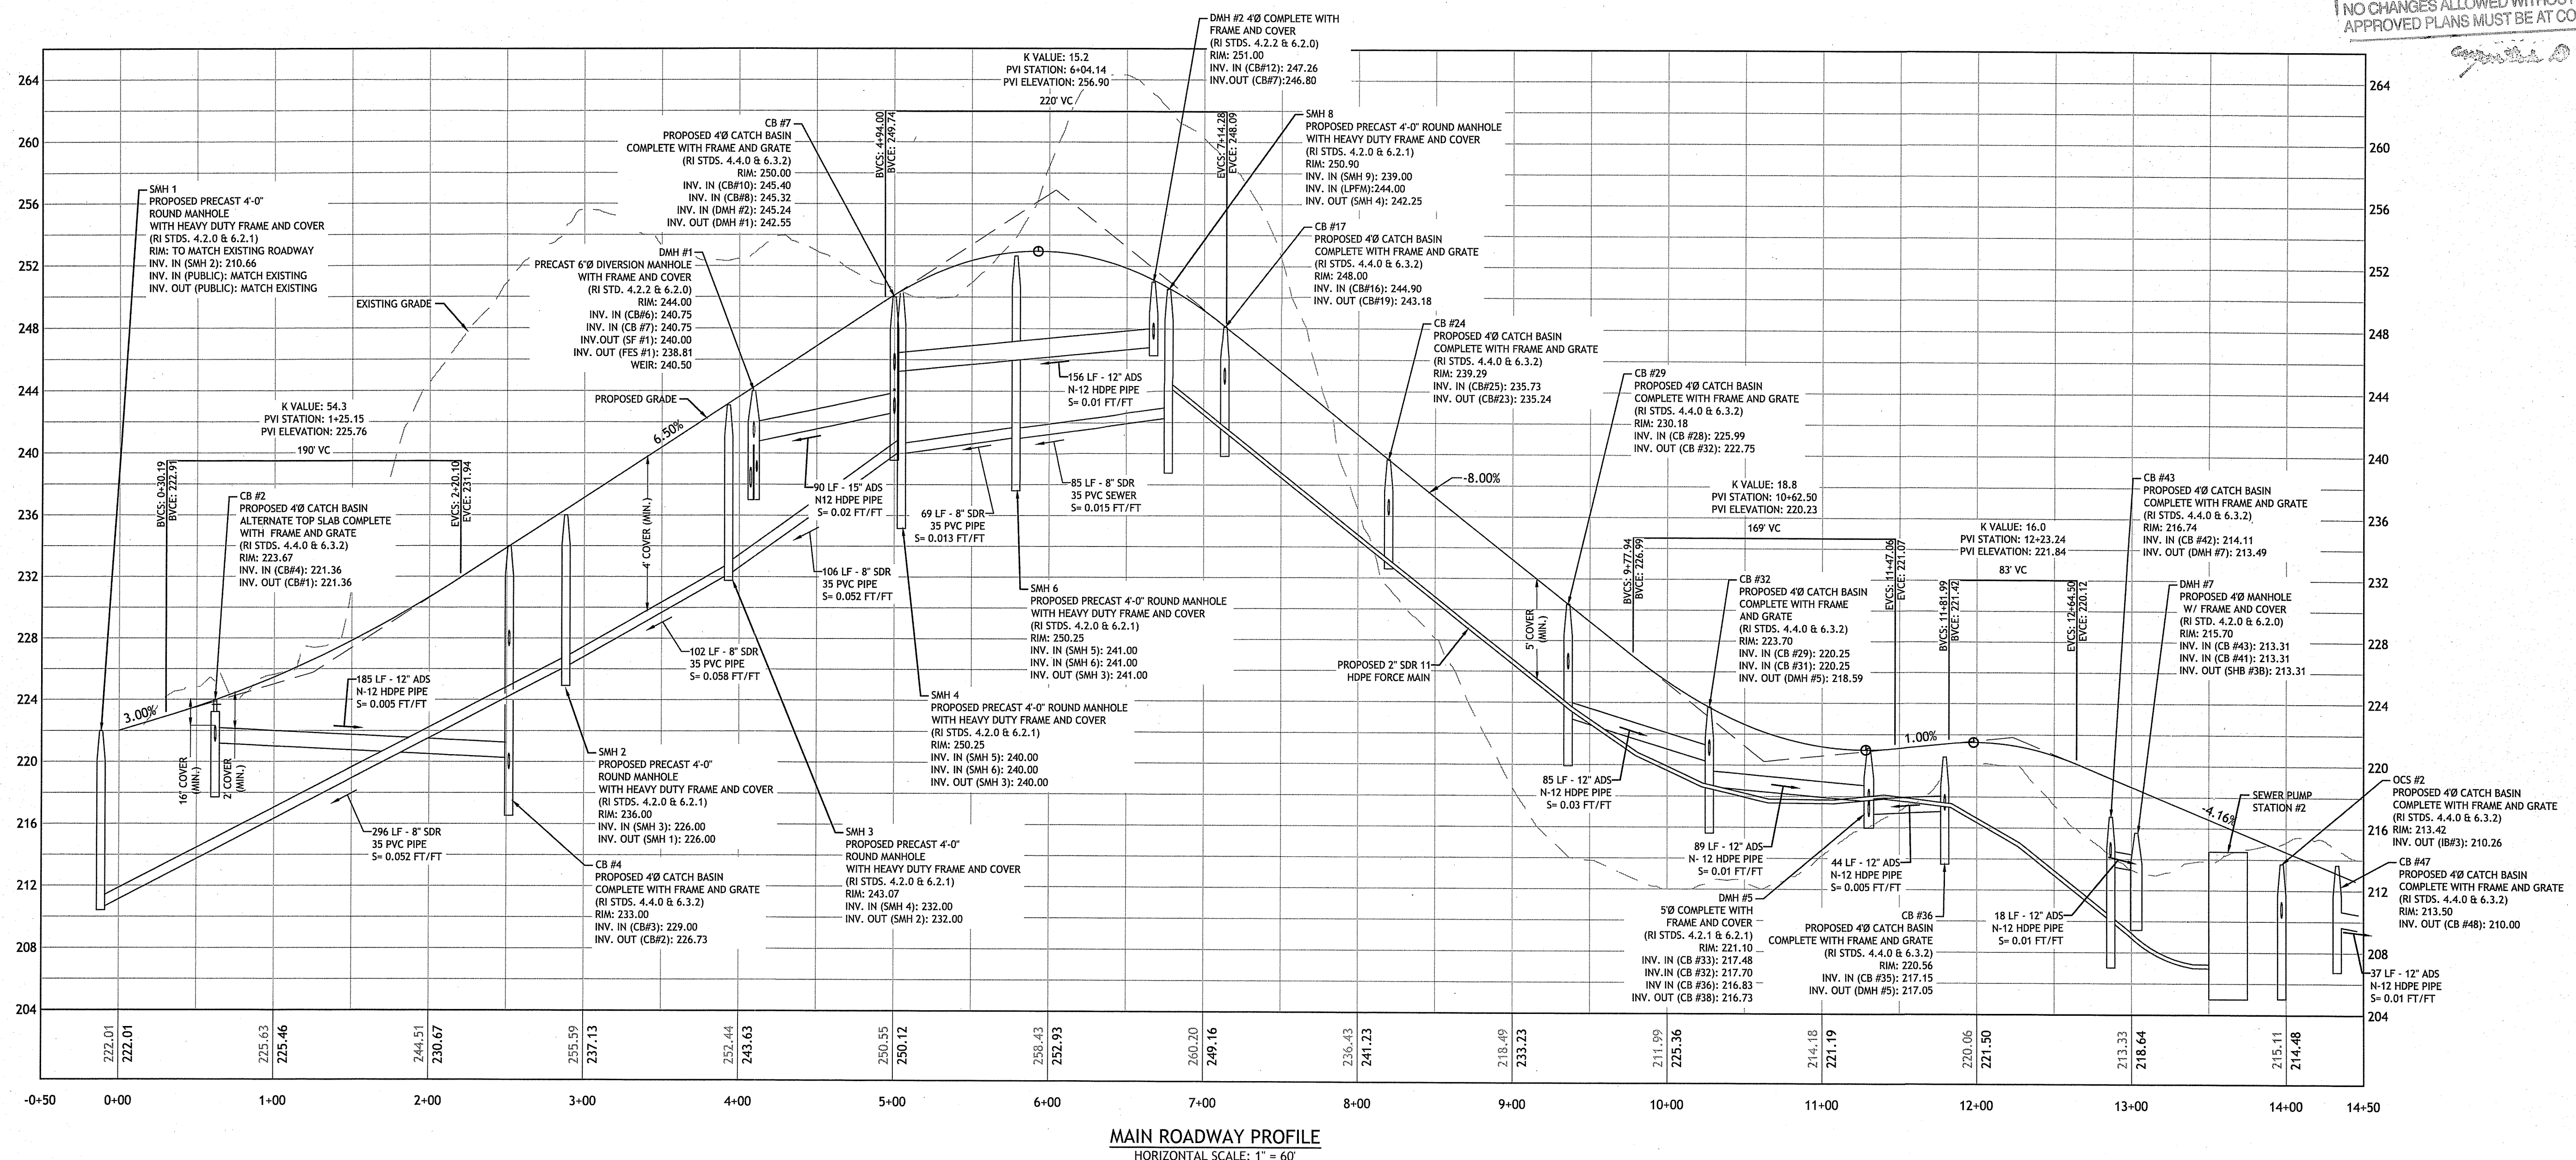 NO CHANGES ALLOWED WITHOUT
APPROVED PLANS MUST BE AT CO
264
260
256
252
248
244
240
236
232
228
224
220
216
212
208
204
SMH 1
PROPOSED PRECAST 4'-0"
ROUND MANHOLE
WITH HEAVY DUTY FRAME AND COVER
(RI STDS. 4.2.0 & 6.2.1)
RIM: TO MATCH EXISTING ROADWAY
INV. IN (SMH 2): 210.66
INV. IN (PUBLIC): MATCH EXISTING
INV. OUT (PUBLIC): MATCH EXISTING
EXISTING GRADE
K VALUE: 54.3
PVI STATION: 1+25.15
PVI ELEVATION: 225.76
190' VC
BVCS: 0+30.19
BVCE: 222.91
EVCS: 2+20.10
EVCE: 231.94
CB #2
PROPOSED 4'Ø CATCH BASIN
ALTERNATE TOP SLAB COMPLETE
WITH FRAME AND GRATE
(RI STDS. 4.4.0 & 6.3.2)
RIM: 223.67
INV. IN (CB#4): 221.36
INV. OUT (CB#1): 221.36
3.00%
16" COVER
(MIN.)
2' COVER
(MIN.)
185 LF - 12" ADS
N-12 HDPE PIPE
S= 0.005 FT/FT
296 LF - 8" SDR
35 PVC PIPE
S= 0.052 FT/FT
CB #7
PROPOSED 4'Ø CATCH BASIN
COMPLETE WITH FRAME AND GRATE
(RI STDS. 4.4.0 & 6.3.2)
RIM: 250.00
INV. IN (CB#10): 245.40
INV. IN (CB#8): 245.32
INV. IN (DMH #2): 245.24
INV. OUT (DMH #1): 242.55
DMH #1
PRECAST 6'Ø DIVERSION MANHOLE
WITH FRAME AND COVER
(RI STD. 4.2.2 & 6.2.0)
RIM: 244.00
INV. IN (CB#6): 240.75
INV. IN (CB #7): 240.75
INV.OUT (SF #1): 240.00
INV. OUT (FES #1): 238.81
WEIR: 240.50
PROPOSED GRADE
6.50%
4' COVER (MIN.)
90 LF - 15" ADS
N12 HDPE PIPE
S= 0.02 FT/FT
106 LF - 8" SDR
35 PVC PIPE
S= 0.052 FT/FT
102 LF - 8" SDR
35 PVC PIPE
S= 0.058 FT/FT
SMH 2
PROPOSED PRECAST 4'-0"
ROUND MANHOLE
WITH HEAVY DUTY FRAME AND COVER
(RI STDS. 4.2.0 & 6.2.1)
RIM: 236.00
INV. IN (SMH 3): 226.00
INV. OUT (SMH 1): 226.00
CB #4
PROPOSED 4'Ø CATCH BASIN
COMPLETE WITH FRAME AND GRATE
(RI STDS. 4.4.0 & 6.3.2)
RIM: 233.00
INV. IN (CB#3): 229.00
INV. OUT (CB#2): 226.73
SMH 3
PROPOSED PRECAST 4'-0"
ROUND MANHOLE
WITH HEAVY DUTY FRAME AND COVER
(RI STDS. 4.2.0 & 6.2.1)
RIM: 243.07
INV. IN (SMH 4): 232.00
INV. OUT (SMH 2): 232.00
K VALUE: 15.2
PVI STATION: 6+04.14
PVI ELEVATION: 256.90
220' VC
BVCS: 4+94.00
BVCE: 249.74
EVCS: 7+14.28
EVCE: 248.09
DMH #2 4'Ø COMPLETE WITH
FRAME AND COVER
(RI STDS. 4.2.2 & 6.2.0)
RIM: 251.00
INV. IN (CB#12): 247.26
INV.OUT (CB#7):246.80
SMH 8
PROPOSED PRECAST 4'-0" ROUND MANHOLE
WITH HEAVY DUTY FRAME AND COVER
(RI STDS. 4.2.0 & 6.2.1)
RIM: 250.90
INV. IN (SMH 9): 239.00
INV. IN (LPFM):244.00
INV. OUT (SMH 4): 242.25
CB #17
PROPOSED 4'Ø CATCH BASIN
COMPLETE WITH FRAME AND GRATE
(RI STDS. 4.4.0 & 6.3.2)
RIM: 248.00
INV. IN (CB#16): 244.90
INV. OUT (CB#19): 243.18
156 LF - 12" ADS
N-12 HDPE PIPE
S= 0.01 FT/FT
85 LF - 8" SDR
35 PVC SEWER
S= 0.015 FT/FT
69 LF - 8" SDR
35 PVC PIPE
S= 0.013 FT/FT
SMH 6
PROPOSED PRECAST 4'-0" ROUND MANHOLE
WITH HEAVY DUTY FRAME AND COVER
(RI STDS. 4.2.0 & 6.2.1)
RIM: 250.25
INV. IN (SMH 5): 241.00
INV. IN (SMH 6): 241.00
INV. OUT (SMH 3): 241.00
SMH 4
PROPOSED PRECAST 4'-0" ROUND MANHOLE
WITH HEAVY DUTY FRAME AND COVER
(RI STDS. 4.2.0 & 6.2.1)
RIM: 250.25
INV. IN (SMH 5): 240.00
INV. IN (SMH 6): 240.00
INV. OUT (SMH 3): 240.00
CB #24
PROPOSED 4'Ø CATCH BASIN
COMPLETE WITH FRAME AND GRATE
(RI STDS. 4.4.0 & 6.3.2)
RIM: 239.29
INV. IN (CB#25): 235.73
INV. OUT (CB#23): 235.24
-8.00%
PROPOSED 2" SDR 11
HDPE FORCE MAIN
5' COVER
(MIN.)
CB #29
PROPOSED 4'Ø CATCH BASIN
COMPLETE WITH FRAME AND GRATE
(RI STDS. 4.4.0 & 6.3.2)
RIM: 230.18
INV. IN (CB #28): 225.99
INV. OUT (CB #32): 222.75
K VALUE: 18.8
PVI STATION: 10+62.50
PVI ELEVATION: 220.23
169' VC
BVCS: 9+77.94
BVCE: 226.99
EVCS: 11+47.06
EVCE: 221.07
CB #32
PROPOSED 4'Ø CATCH BASIN
COMPLETE WITH FRAME
AND GRATE
(RI STDS. 4.4.0 & 6.3.2)
RIM: 223.70
INV. IN (CB #29): 220.25
INV. IN (CB #31): 220.25
INV. OUT (DMH #5): 218.59
85 LF - 12" ADS
N-12 HDPE PIPE
S= 0.03 FT/FT
89 LF - 12" ADS
N- 12 HDPE PIPE
S= 0.01 FT/FT
44 LF - 12" ADS
N-12 HDPE PIPE
S= 0.005 FT/FT
DMH #5
5'Ø COMPLETE WITH
FRAME AND COVER
(RI STDS. 4.2.1 & 6.2.1)
RIM: 221.10
INV. IN (CB #33): 217.48
INV.IN (CB #32): 217.70
INV IN (CB #36): 216.83
INV. OUT (CB #38): 216.73
K VALUE: 16.0
PVI STATION: 12+23.24
PVI ELEVATION: 221.84
83' VC
BVCS: 11+81.99
BVCE: 221.42
EVCS: 12+64.50
EVCE: 220.12
1.00%
CB #36
PROPOSED 4'Ø CATCH BASIN
COMPLETE WITH FRAME AND GRATE
(RI STDS. 4.4.0 & 6.3.2)
RIM: 220.56
INV. IN (CB #35): 217.15
INV. OUT (DMH #5): 217.05
18 LF - 12" ADS
N-12 HDPE PIPE
S= 0.01 FT/FT
CB #43
PROPOSED 4'Ø CATCH BASIN
COMPLETE WITH FRAME AND GRATE
(RI STDS. 4.4.0 & 6.3.2)
RIM: 216.74
INV. IN (CB #42): 214.11
INV. OUT (DMH #7): 213.49
DMH #7
PROPOSED 4'Ø MANHOLE
W/ FRAME AND COVER
(RI STD. 4.2.0 & 6.2.0)
RIM: 215.70
INV. IN (CB #43): 213.31
INV. IN (CB #41): 213.31
INV. OUT (SHB #3B): 213.31
SEWER PUMP
STATION #2
-4.16%
OCS #2
PROPOSED 4'Ø CATCH BASIN
COMPLETE WITH FRAME AND GRATE
(RI STDS. 4.4.0 & 6.3.2)
RIM: 213.42
INV. OUT (IB#3): 210.26
CB #47
PROPOSED 4'Ø CATCH BASIN
COMPLETE WITH FRAME AND GRATE
(RI STDS. 4.4.0 & 6.3.2)
RIM: 213.50
INV. OUT (CB #48): 210.00
37 LF - 12" ADS
N-12 HDPE PIPE
S= 0.01 FT/FT
264
260
256
252
248
244
240
236
232
228
224
220
216
212
208
204
222.01
222.01
225.63
225.46
244.51
230.67
255.59
237.13
252.44
243.63
250.55
250.12
258.43
252.93
260.20
249.16
236.43
241.23
218.49
233.23
211.99
225.36
214.18
221.19
220.06
221.50
213.33
218.64
215.11
214.48
-0+50 0+00 1+00 2+00 3+00 4+00 5+00 6+00 7+00 8+00 9+00 10+00 11+00 12+00 13+00 14+00 14+50
MAIN ROADWAY PROFILE
HORIZONTAL SCALE: 1" = 60'